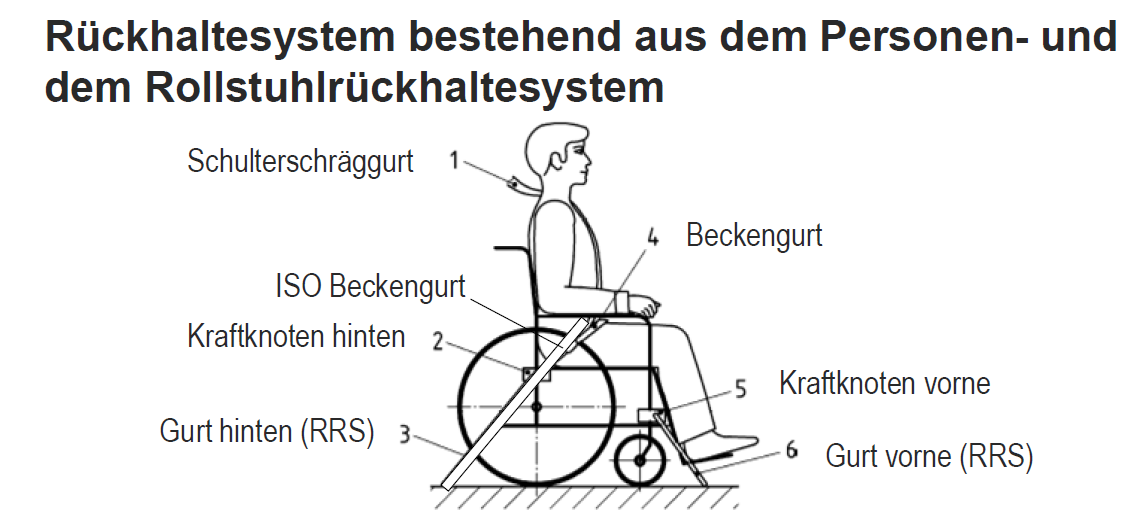 Rückhaltesystem bestehend aus dem Personen- und
dem Rollstuhlrückhaltesystem
Schulterschräggurt 1
4 Beckengurt
ISO Beckengurt
Kraftknoten hinten 2
5 Kraftknoten vorne
Gurt hinten (RRS) 3
6 Gurt vorne (RRS)